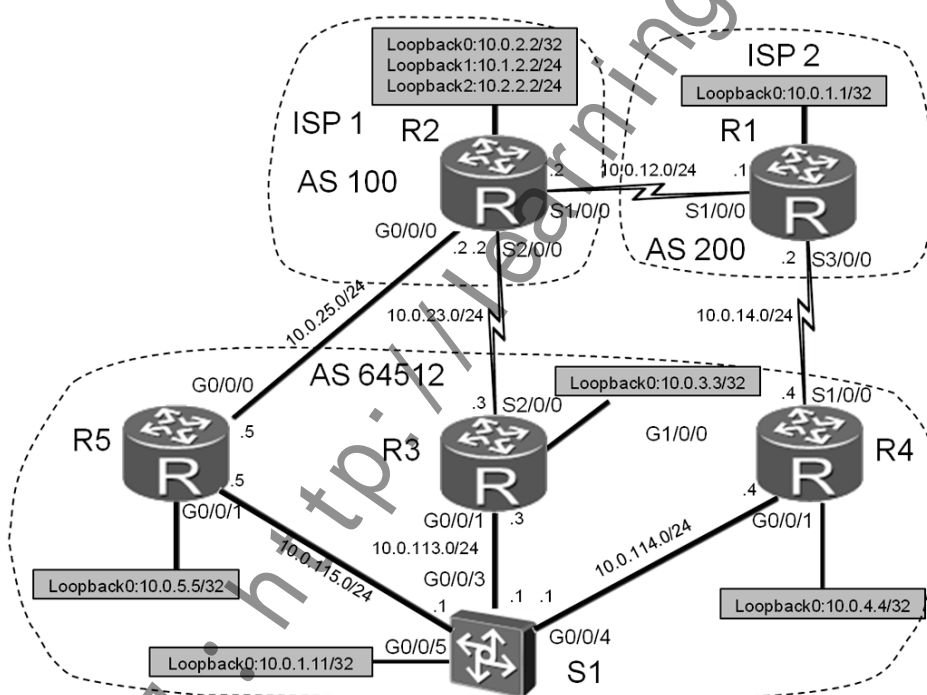 Loopback0:10.0.2.2/32
Loopback1:10.1.2.2/24
Loopback2:10.2.2.2/24
ISP 2
Loopback0:10.0.1.1/32
ISP 1
R2
R1
AS 100
.2
10.0.12.0/24
.1
R
R
S1/0/0
S1/0/0
G0/0/0
.2
.2
S2/0/0
AS 200
.2
S3/0/0
10.0.25.0/24
10.0.23.0/24
10.0.14.0/24
AS 64512
G0/0/0
Loopback0:10.0.3.3/32
.3
S2/0/0
.4
S1/0/0
R5
.5
R3
G1/0/0
R4
R
R
R
.5
.4
G0/0/1
G0/0/1
.3
G0/0/1
10.0.115.0/24
10.0.113.0/24
10.0.114.0/24
Loopback0:10.0.5.5/32
G0/0/3
Loopback0:10.0.4.4/32
.1
.1
.1
G0/0/5
G0/0/4
Loopback0:10.0.1.11/32
S1
: http://learning